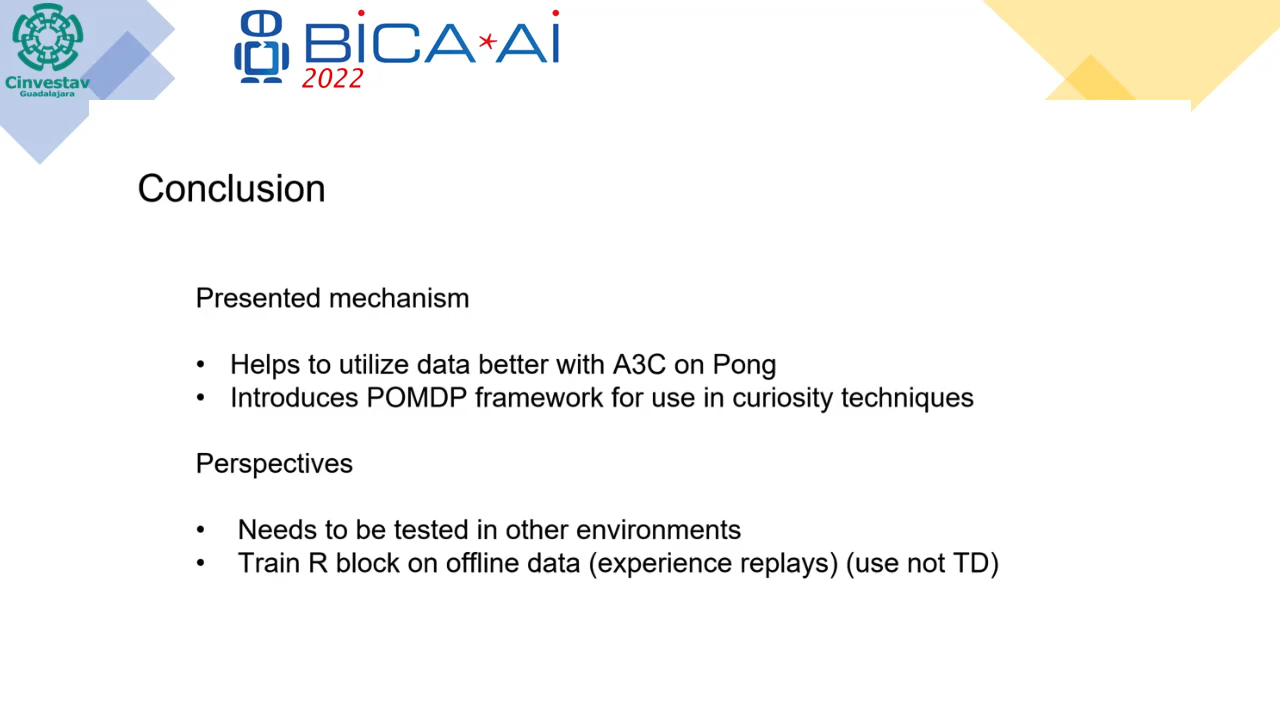 Cinvestav
Guadalajara
BiCA*Ai
2022
Conclusion
Presented mechanism
• Helps to utilize data better with A3C on Pong
• Introduces POMDP framework for use in curiosity techniques
Perspectives
• Needs to be tested in other environments
• Train R block on offline data (experience replays) (use not TD)